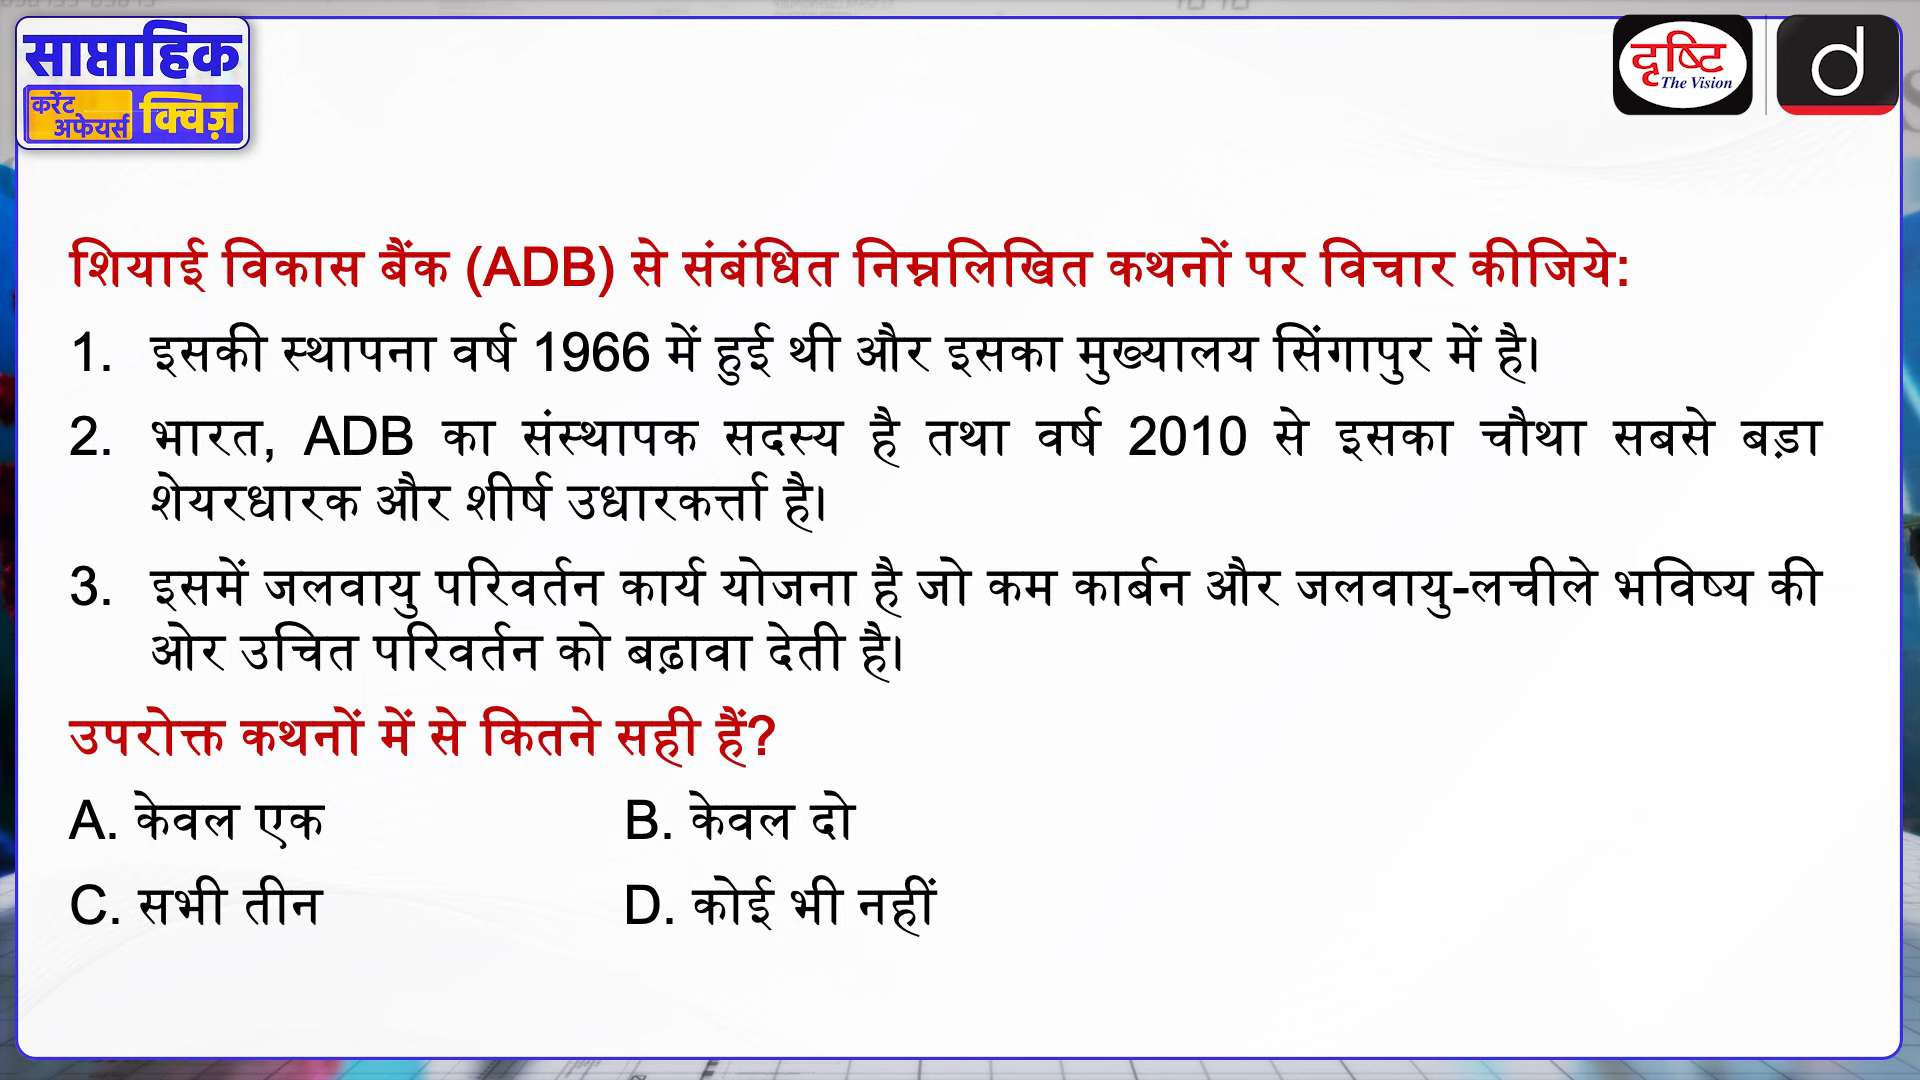 साप्ताहिक
करेंट
अफेयर्स क्विज़
दृष्टि
The Vision
d
शियाई विकास बैंक (ADB) से संबंधित निम्नलिखित कथनों पर विचार कीजिये:
1. इसकी स्थापना वर्ष 1966 में हुई थी और इसका मुख्यालय सिंगापुर में है।
2. भारत, ADB का संस्थापक सदस्य है तथा वर्ष 2010 से इसका चौथा सबसे बड़ा
शेयरधारक और शीर्ष उधारकर्त्ता है।
3. इसमें जलवायु परिवर्तन कार्य योजना है जो कम कार्बन और जलवायु-लचीले भविष्य की
ओर उचित परिवर्तन को बढ़ावा देती है।
उपरोक्त कथनों में से कितने सही हैं?
A. केवल एक B. केवल दो
C. सभी तीन D. कोई भी नहीं